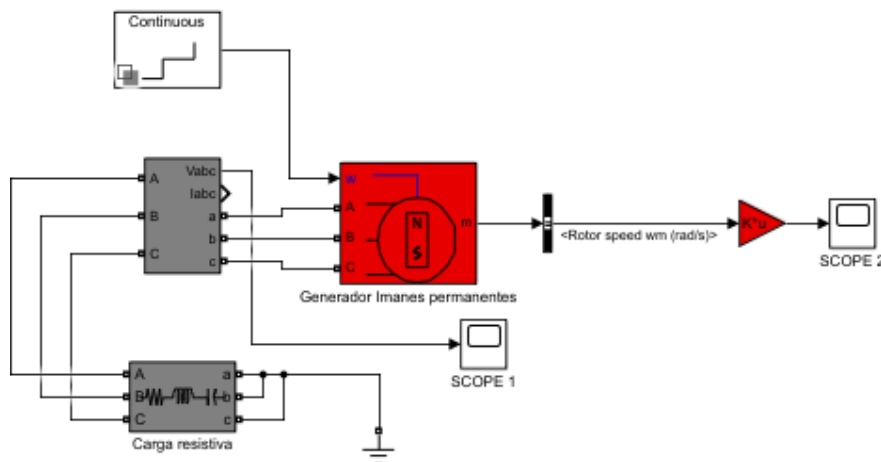 Continuous
Vabc
A
Iabc
B
a
b
C
c
w
A
B
C
N
S
m
<Rotor speed wm (rad/s)>
K*u
SCOPE 2
Generador Imanes permanentes
SCOPE 1
A
B
C
a
b
c
Carga resistiva